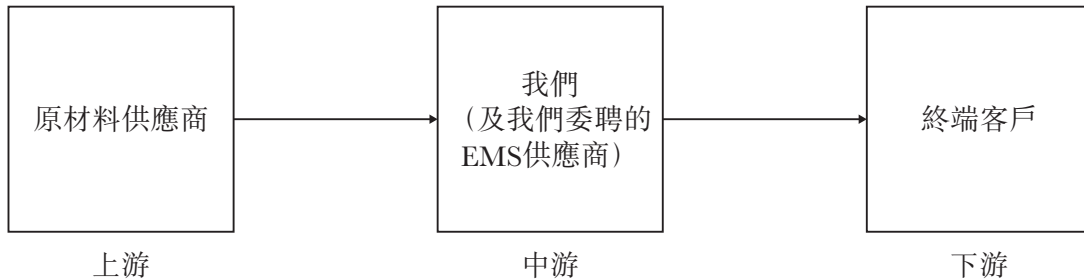 原材料供應商
我們
（及我們委聘的
EMS供應商）
終端客戶
上游
中游
下游